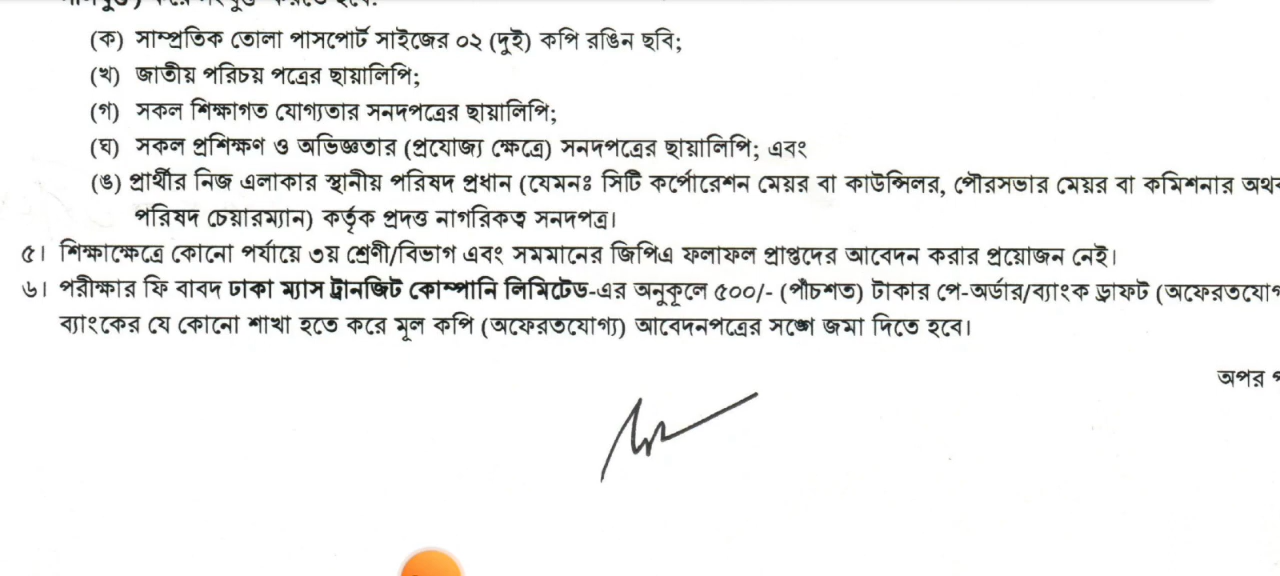 করে সংযুক্ত করতে হবে:
(ক) সাম্প্রতিক তোলা পাসপোর্ট সাইজের ০২ (দুই) কপি রঙিন ছবি;
(খ) জাতীয় পরিচয় পত্রের ছায়ালিপি;
(গ) সকল শিক্ষাগত যোগ্যতার সনদপত্রের ছায়ালিপি;
(ঘ) সকল প্রশিক্ষণ ও অভিজ্ঞতার (প্রযোজ্য ক্ষেত্রে) সনদপত্রের ছায়ালিপি; এবং
(ঙ) প্রার্থীর নিজ এলাকার স্থানীয় পরিষদ প্রধান (যেমনঃ সিটি কর্পোরেশন মেয়র বা কাউন্সিলর, পৌরসভার মেয়র বা কমিশনার
পরিষদ চেয়ারম্যান) কর্তৃক প্রদত্ত নাগরিকত্ব সনদপত্র।
৫। শিক্ষাক্ষেত্রে কোনো পর্যায়ে ৩য় শ্রেণী/বিভাগ এবং সমমানের জিপিএ ফলাফল প্রাপ্তদের আবেদন করার প্রয়োজন নেই।
৬। পরীক্ষার ফি বাবদ ঢাকা ম্যাস ট্রানজিট কোম্পানি লিমিটেড-এর অনুকূলে ৫০০/- (পাঁচশত) টাকার পে-অর্ডার/ব্যাংক ড্রাফট
ব্যাংকের যে কোনো শাখা হতে করে মূল কপি (অফেরতযোগ্য) আবেদনপত্রের সঙ্গে জমা দিতে হবে।
অপর